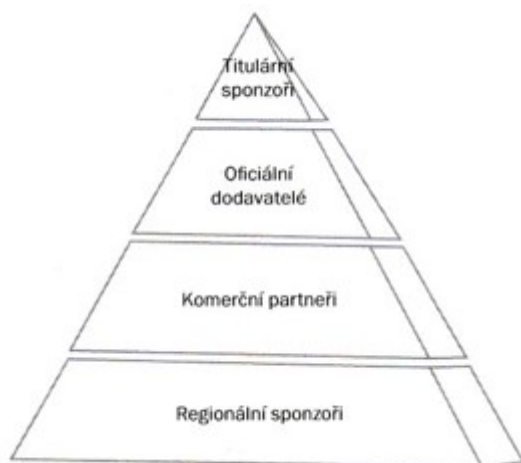 Titulární
sponzoři
Oficiální
dodavatelé
Komerční partneři
Regionální sponzoři